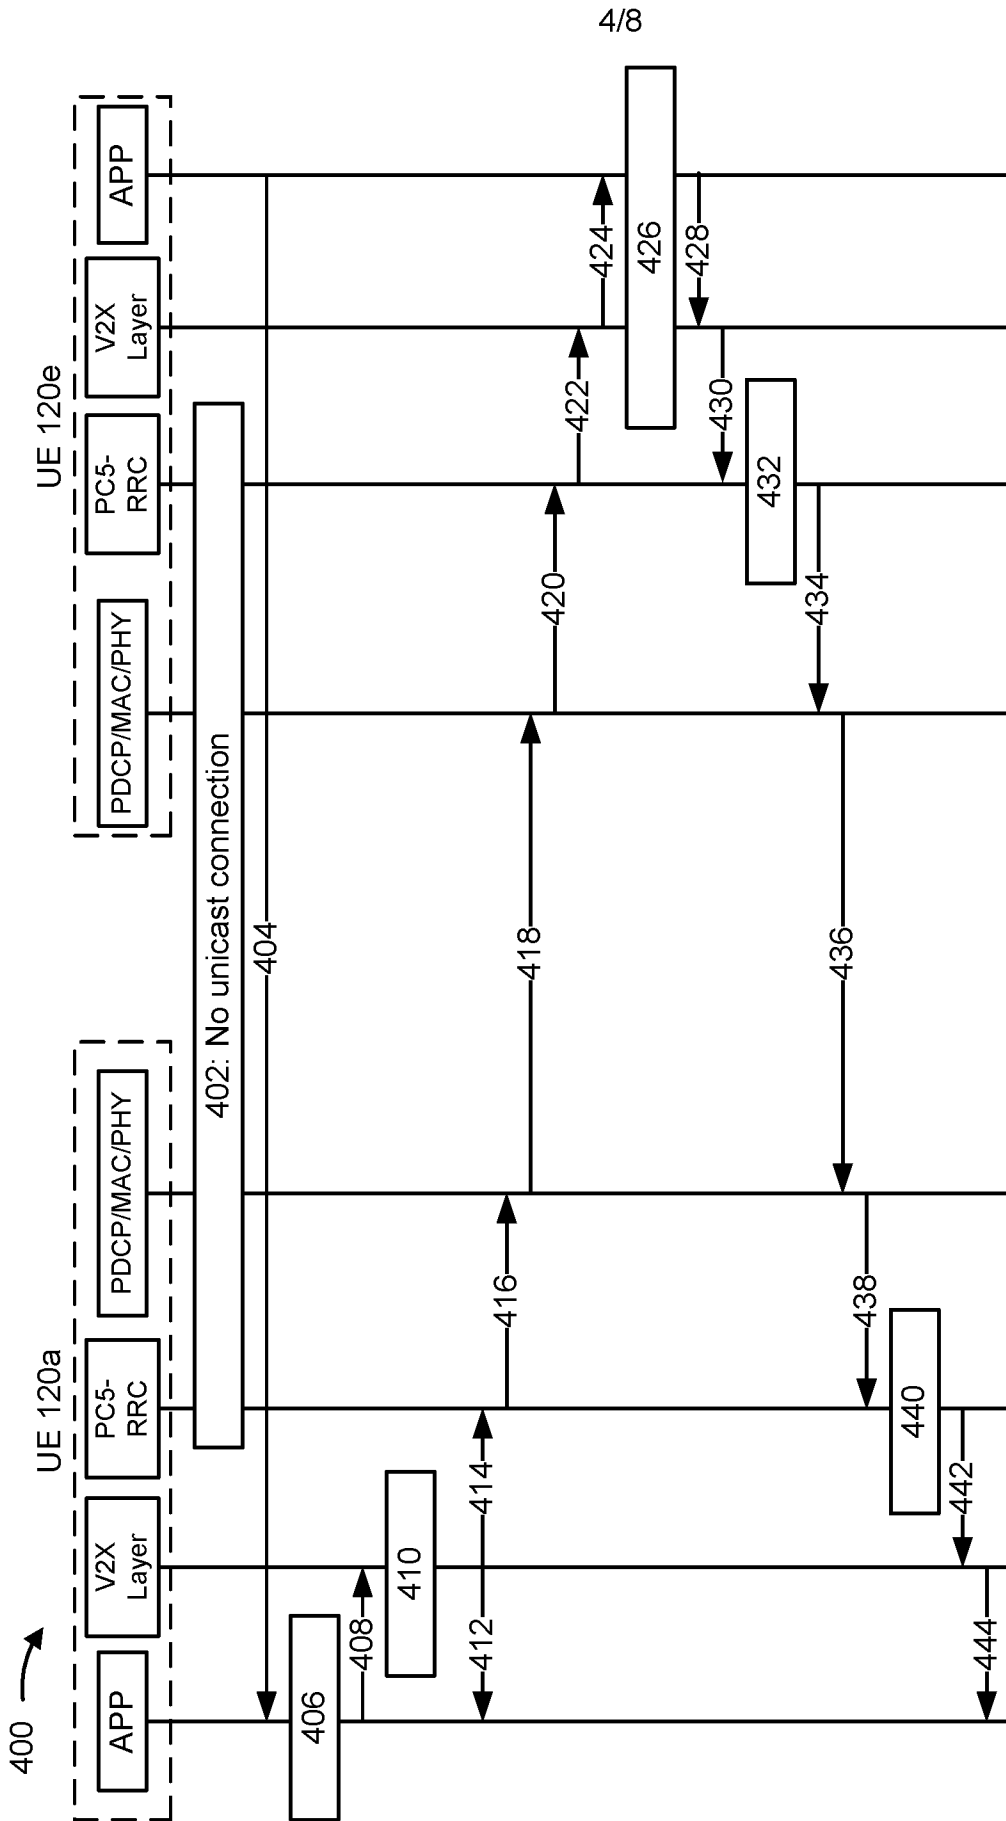 4/8
400
UE 120a
UE 120e
APP
V2X
Layer
PC5-
RRC
PDCP/MAC/PHY
PDCP/MAC/PHY
PC5-
RRC
V2X
Layer
APP
402: No unicast connection
404
406
408
410
412
414
416
418
420
422
424
426
428
430
432
434
436
438
440
442
444